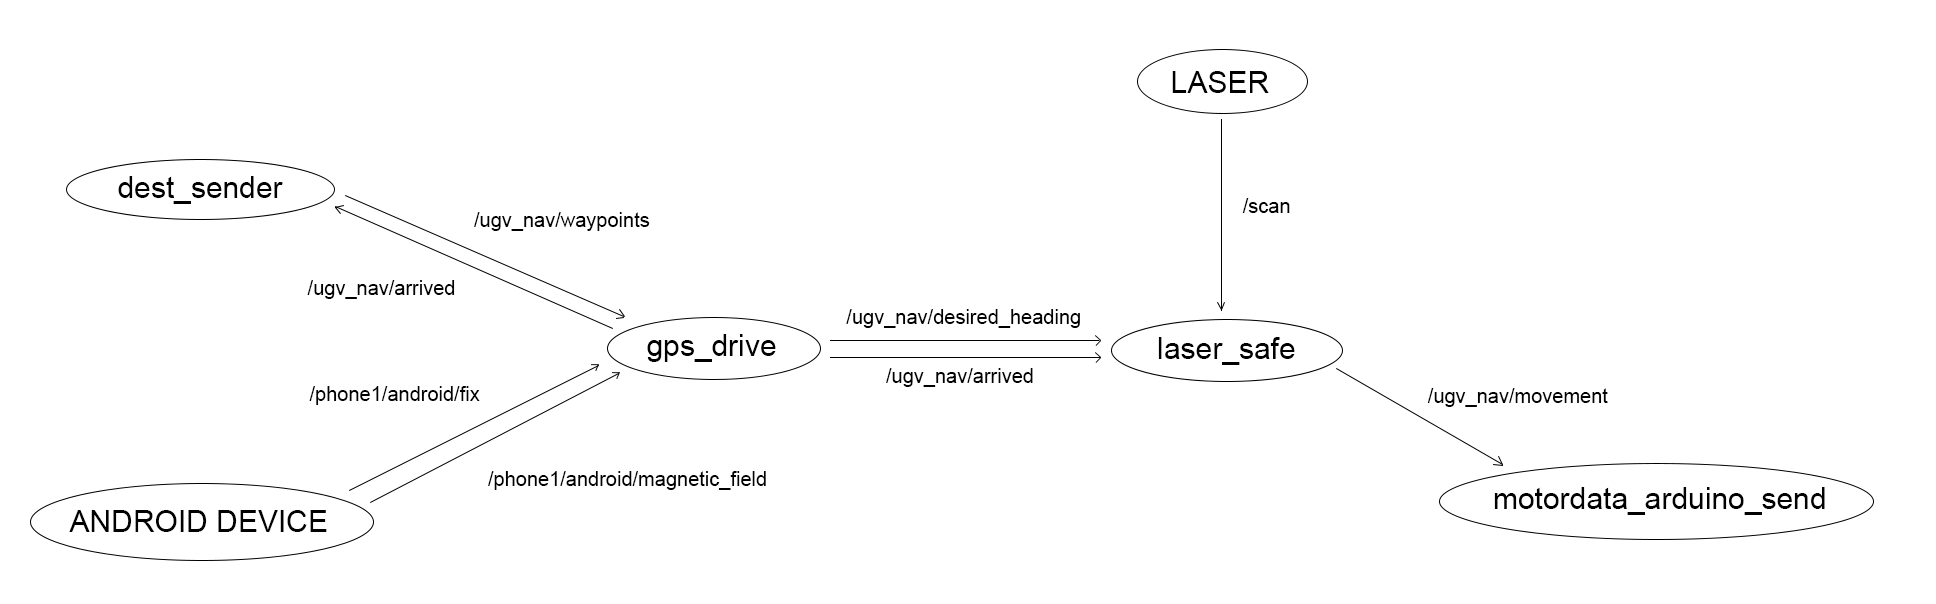 LASER
dest_sender
/scan
/ugv_nav/waypoints
/ugv_nav/arrived
/ugv_nav/desired_heading
gps_drive
laser_safe
/ugv_nav/arrived
/phone1/android/fix
/ugv_nav/movement
/phone1/android/magnetic_field
motordata_arduino_send
ANDROID DEVICE